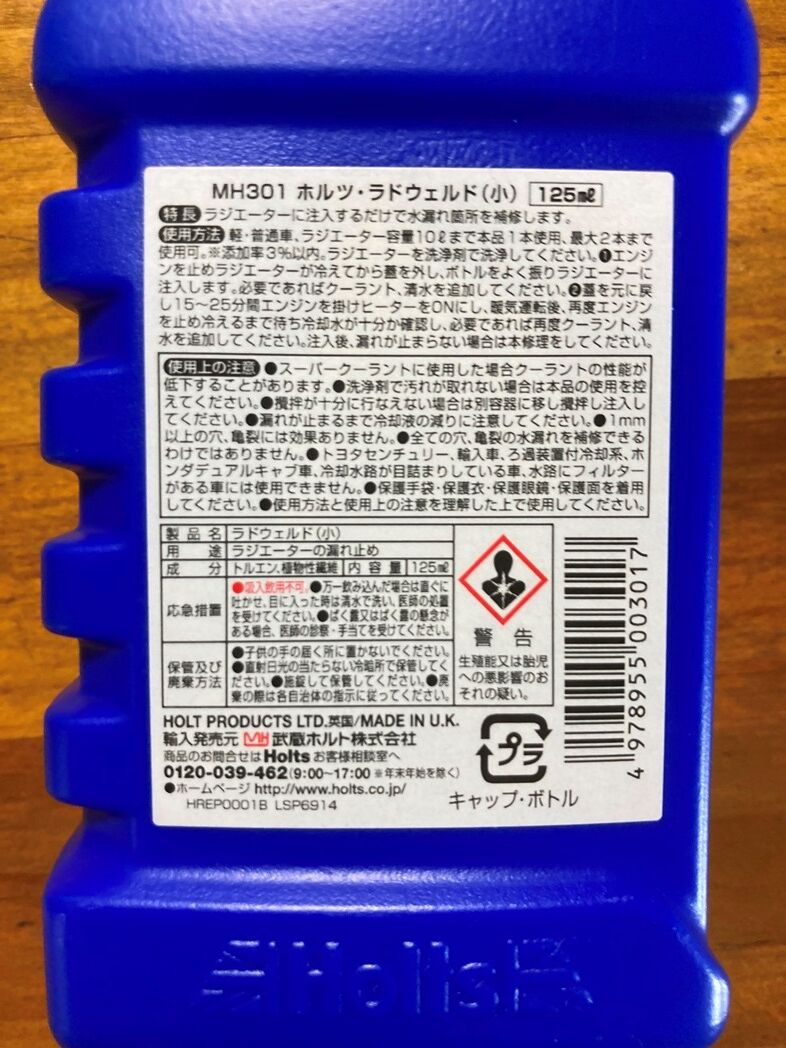 MH301 ホルツ・ラドウェルド(小) 125mℓ
特長 ラジエーターに注入するだけで水漏れ箇所を補修します。
使用方法 軽・普通車、ラジエーター容量10ℓまで本品1本使用、最大2本まで
使用可。※添加率3%以内。ラジエーターを洗浄剤で洗浄してください。❶エンジ
ンを止めラジエーターが冷えてから蓋を外し、ボトルをよく振りラジエーターに
注入します。必要であればクーラント、清水を追加してください。❷蓋を元に戻
し15〜25分間エンジンを掛けヒーターをONにし、暖気運転後、再度エンジン
を止め冷えるまで待ち冷却水が十分か確認し、必要であれば再度クーラント、清
水を追加してください。注入後、漏れが止まらない場合は本修理をしてください。
使用上の注意 ●スーパークーラントに使用した場合クーラントの性能が
低下することがあります。●洗浄剤で汚れが取れない場合は本品の使用を控
えてください。●攪拌が十分に行なえない場合は別容器に移し攪拌し注入し
てください。●漏れが止まるまで冷却液の減りに注意してください。●1mm
以上の穴、亀裂には効果ありません。●全ての穴、亀裂の水漏れを補修できる
わけではありません。●トヨタセンチュリー、輸入車、ろ過装置付冷却系、ホ
ンダデュアルキャブ車、冷却水路が目詰まりしている車、水路にフィルター
がある車には使用できません。●保護手袋・保護衣・保護眼鏡・保護面を着用
してください。●使用方法と使用上の注意を理解した上で使用してください。
製品名 ラドウェルド(小)
用途 ラジエーターの漏れ止め
成分 トルエン、植物性繊維 内容量 125mℓ
応急措置 ●吸入飲用不可。●万一飲み込んだ場合は直ぐに
吐かせ、目に入った時は清水で洗い、医師の処置
を受けてください。●ばく露又はばく露の懸念が
ある場合、医師の診察・手当てを受けてください。
保管及び
廃棄方法
●子供の手の届く所に置かないでください。
●直射日光の当たらない冷暗所で保管してく
ださい。●施錠して保管してください。●廃
棄の際は各自治体の指示に従ってください。
警告
生殖能又は胎児
への悪影響のお
それの疑い。
4 978955 003017
HOLT PRODUCTS LTD.英国/MADE IN U.K.
輸入発売元 MH 武蔵ホルト株式会社
商品のお問合せはHoltsお客様相談室へ
0120-039-462(9:00〜17:00 ※年末年始を除く)
●ホームページ http://www.holts.co.jp/
HREP0001B LSP6914
プラ
キャップ・ボトル
Holts